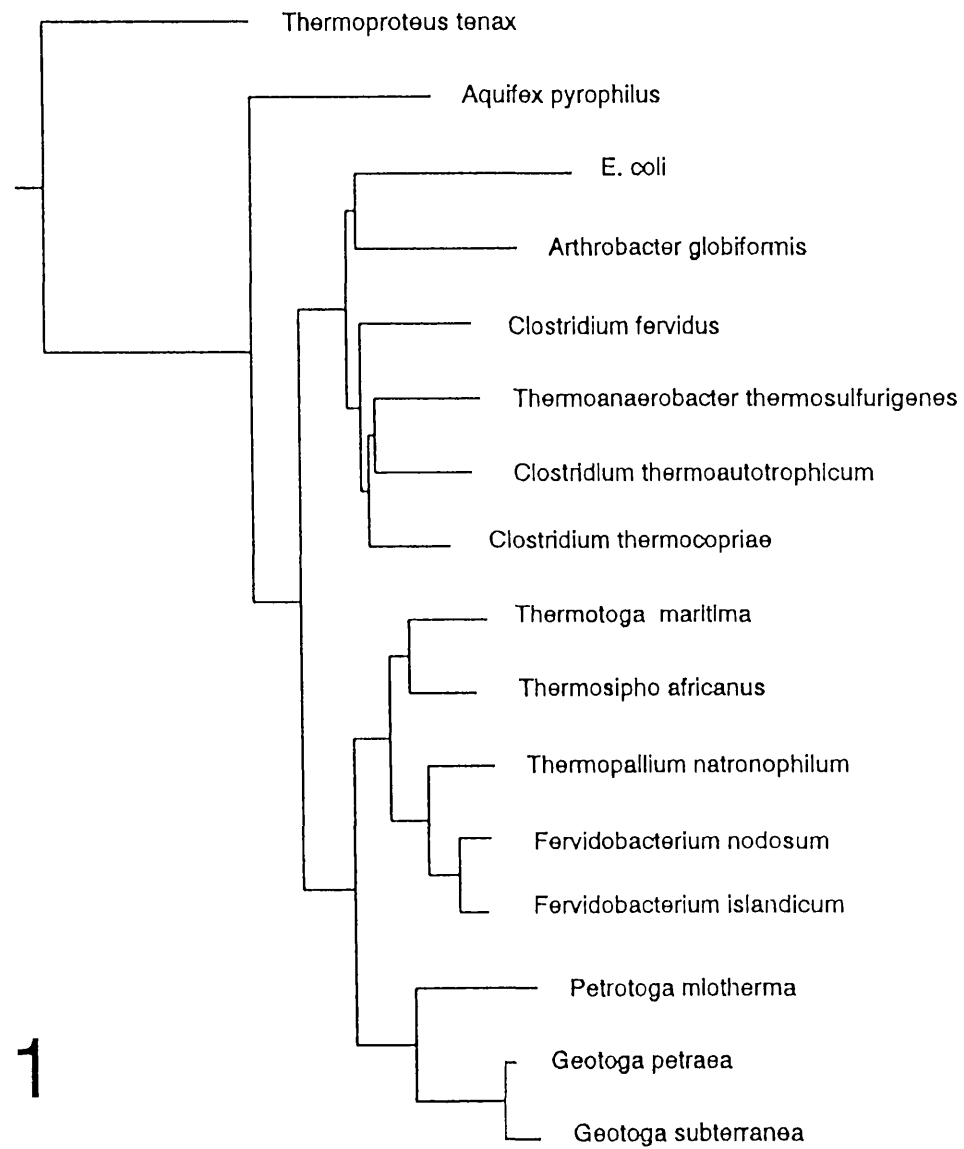 Thermoproteus tenax
Aquifex pyrophilus
E. coli
Arthrobacter globiformis
Clostridium fervidus
Thermoanaerobacter thermosulfurigenes
Clostridium thermoautotrophicum
Clostridium thermocopriae
Thermotoga maritima
Thermosipho africanus
Thermopallium natronophilum
Fervidobacterium nodosum
Fervidobacterium islandicum
Petrotoga miotherma
Geotoga petraea
Geotoga subterranea
1